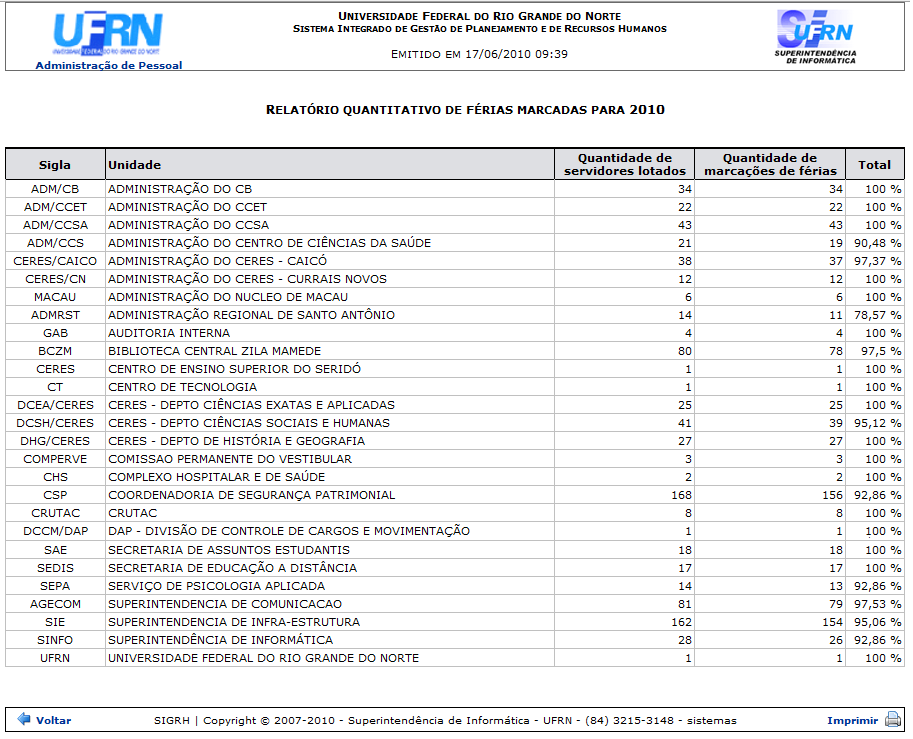 UFRN
UNIVERSIDADE FEDERAL DO RIO GRANDE DO NORTE
Administração de Pessoal
Universidade Federal do Rio Grande do Norte
Sistema Integrado de Gestão de Planejamento e de Recursos Humanos
Emitido em 17/06/2010 09:39
SUFRN
SUPERINTENDÊNCIA
DE INFORMÁTICA
Relatório quantitativo de férias marcadas para 2010
Sigla Unidade Quantidade de servidores lotados Quantidade de marcações de férias Total
ADM/CB ADMINISTRAÇÃO DO CB 34 34 100 %
ADM/CCET ADMINISTRAÇÃO DO CCET 22 22 100 %
ADM/CCSA ADMINISTRAÇÃO DO CCSA 43 43 100 %
ADM/CCS ADMINISTRAÇÃO DO CENTRO DE CIÊNCIAS DA SAÚDE 21 19 90,48 %
CERES/CAICO ADMINISTRAÇÃO DO CERES - CAICÓ 38 37 97,37 %
CERES/CN ADMINISTRAÇÃO DO CERES - CURRAIS NOVOS 12 12 100 %
MACAU ADMINISTRAÇÃO DO NUCLEO DE MACAU 6 6 100 %
ADMRST ADMINISTRAÇÃO REGIONAL DE SANTO ANTÔNIO 14 11 78,57 %
GAB AUDITORIA INTERNA 4 4 100 %
BCZM BIBLIOTECA CENTRAL ZILA MAMEDE 80 78 97,5 %
CERES CENTRO DE ENSINO SUPERIOR DO SERIDÓ 1 1 100 %
CT CENTRO DE TECNOLOGIA 1 1 100 %
DCEA/CERES CERES - DEPTO CIÊNCIAS EXATAS E APLICADAS 25 25 100 %
DCSH/CERES CERES - DEPTO CIÊNCIAS SOCIAIS E HUMANAS 41 39 95,12 %
DHG/CERES CERES - DEPTO DE HISTÓRIA E GEOGRAFIA 27 27 100 %
COMPERVE COMISSAO PERMANENTE DO VESTIBULAR 3 3 100 %
CHS COMPLEXO HOSPITALAR E DE SAÚDE 2 2 100 %
CSP COORDENADORIA DE SEGURANÇA PATRIMONIAL 168 156 92,86 %
CRUTAC CRUTAC 8 8 100 %
DCCM/DAP DAP - DIVISÃO DE CONTROLE DE CARGOS E MOVIMENTAÇÃO 1 1 100 %
SAE SECRETARIA DE ASSUNTOS ESTUDANTIS 18 18 100 %
SEDIS SECRETARIA DE EDUCAÇÃO A DISTÂNCIA 17 17 100 %
SEPA SERVIÇO DE PSICOLOGIA APLICADA 14 13 92,86 %
AGECOM SUPERINTENDENCIA DE COMUNICACAO 81 79 97,53 %
SIE SUPERINTENDENCIA DE INFRA-ESTRUTURA 162 154 95,06 %
SINFO SUPERINTENDÊNCIA DE INFORMÁTICA 28 26 92,86 %
UFRN UNIVERSIDADE FEDERAL DO RIO GRANDE DO NORTE 1 1 100 %
Voltar SIGRH | Copyright © 2007-2010 - Superintendência de Informática - UFRN - (84) 3215-3148 - sistemas Imprimir